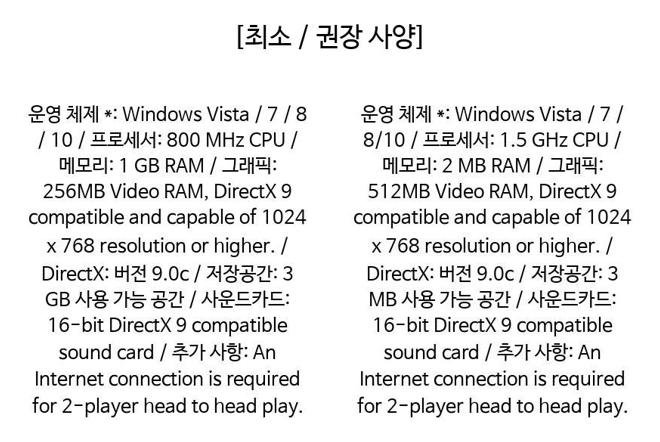 [최소 / 권장 사양]
운영 체제 *: Windows Vista / 7 / 8
/ 10 / 프로세서: 800 MHz CPU /
메모리: 1 GB RAM / 그래픽:
256MB Video RAM, DirectX 9
compatible and capable of 1024
x 768 resolution or higher. /
DirectX: 버전 9.0c / 저장공간: 3
GB 사용 가능 공간 / 사운드카드:
16-bit DirectX 9 compatible
sound card / 추가 사항: An
Internet connection is required
for 2-player head to head play.
운영 체제 *: Windows Vista / 7 /
8/10 / 프로세서: 1.5 GHz CPU /
메모리: 2 MB RAM / 그래픽:
512MB Video RAM, DirectX 9
compatible and capable of 1024
x 768 resolution or higher. /
DirectX: 버전 9.0c / 저장공간: 3
MB 사용 가능 공간 / 사운드카드:
16-bit DirectX 9 compatible
sound card / 추가 사항: An
Internet connection is required
for 2-player head to head play.